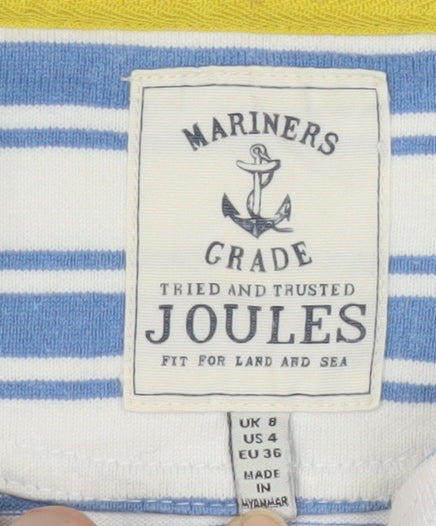 MARINERS
GRADE
TRIED AND TRUSTED
JOULES
FIT FOR LAND AND SEA
UK 8
US 4
EU 36
MADE
IN
MYANMAR